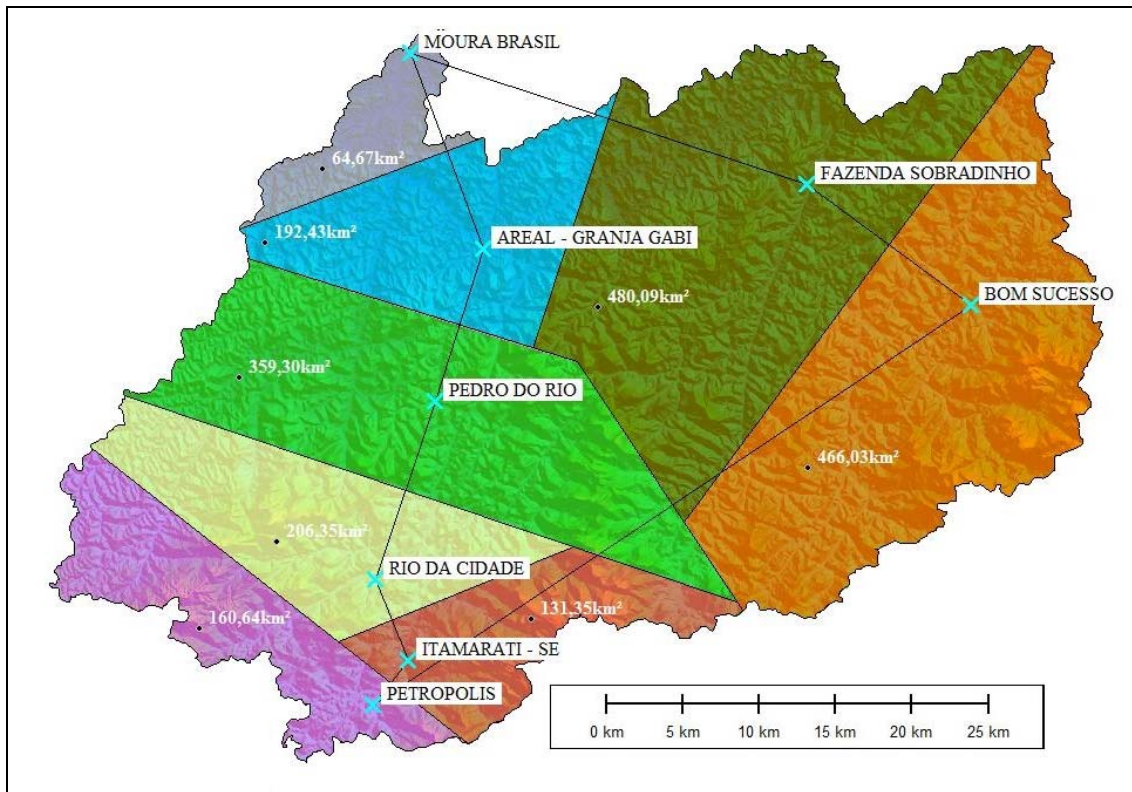 MOURA BRASIL
64,67km²
FAZENDA SOBRADINHO
192,43km²
AREAL - GRANJA GABI
480,09km²
BOM SUCESSO
359,30km²
PEDRO DO RIO
466,03km²
206,35km²
RIO DA CIDADE
160,64km²
131,35km²
ITAMARATI - SE
PETROPOLIS
0 km 5 km 10 km 15 km 20 km 25 km